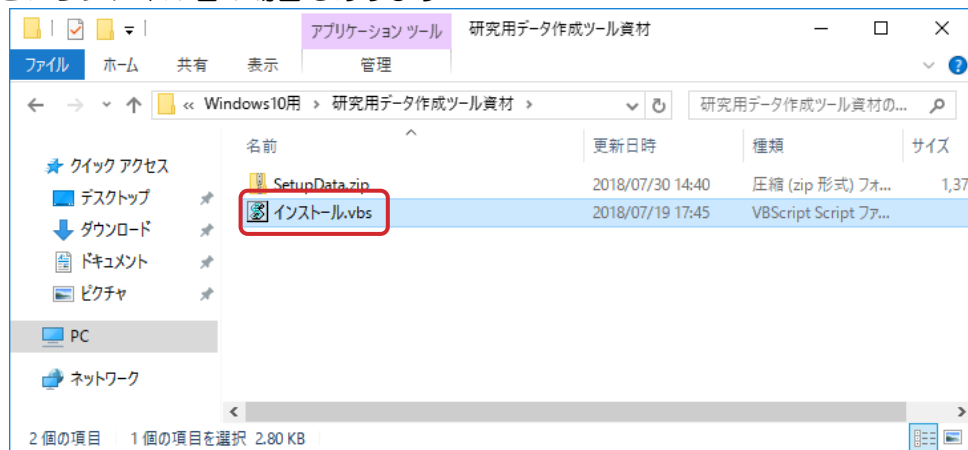 アプリケーション ツール 研究用データ作成ツール資材
ファイル ホーム 共有 表示 管理
« Windows10用 › 研究用データ作成ツール資材 › 研究用データ作成ツール資材の...
名前 更新日時 種類 サイズ
クイック アクセス
SetupData.zip 2018/07/30 14:40 圧縮 (zip 形式) フォ... 1,37
デスクトップ
インストール.vbs 2018/07/19 17:45 VBScript Script ファ...
ダウンロード
ドキュメント
ピクチャ
PC
ネットワーク
2 個の項目 1 個の項目を選択 2.80 KB